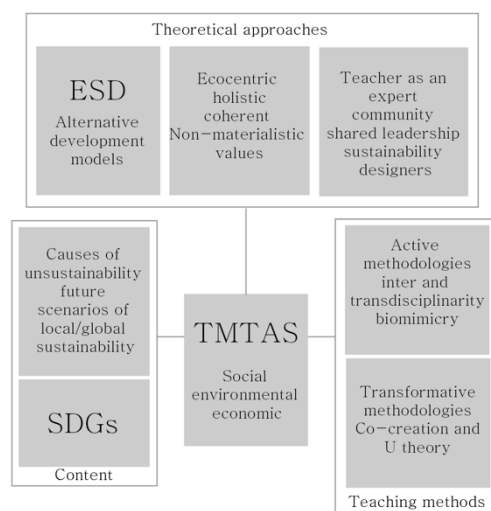 Theoretical approaches
ESD
Alternative
development
models
Ecocentric
holistic
coherent
Non-materialistic
values
Teacher as an
expert
community
shared leadership
sustainability
designers
Causes of
unsustainability
future
scenarios of
local/global
sustainability
SDGs
Content
TMTAS
Social
environmental
economic
Active
methodologies
inter and
transdisciplinarity
biomimicry
Transformative
methodologies
Co-creation and
U theory
Teaching methods